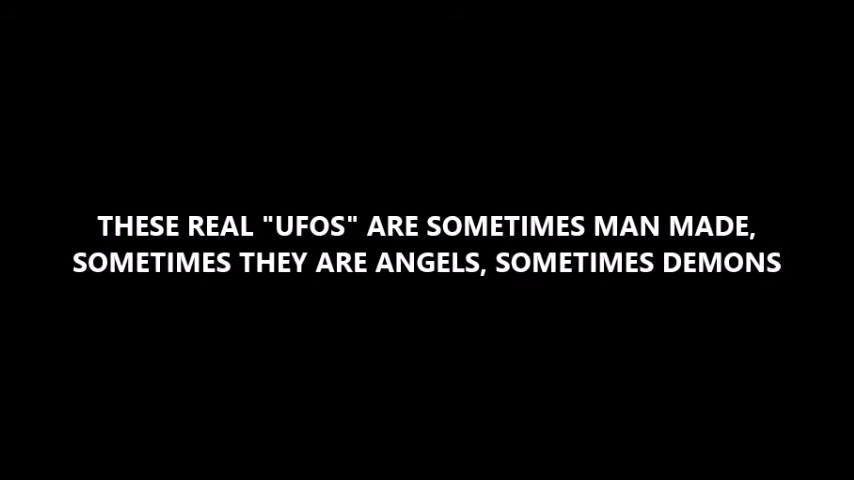 THESE REAL "UFOS" ARE SOMETIMES MAN MADE,
SOMETIMES THEY ARE ANGELS, SOMETIMES DEMONS